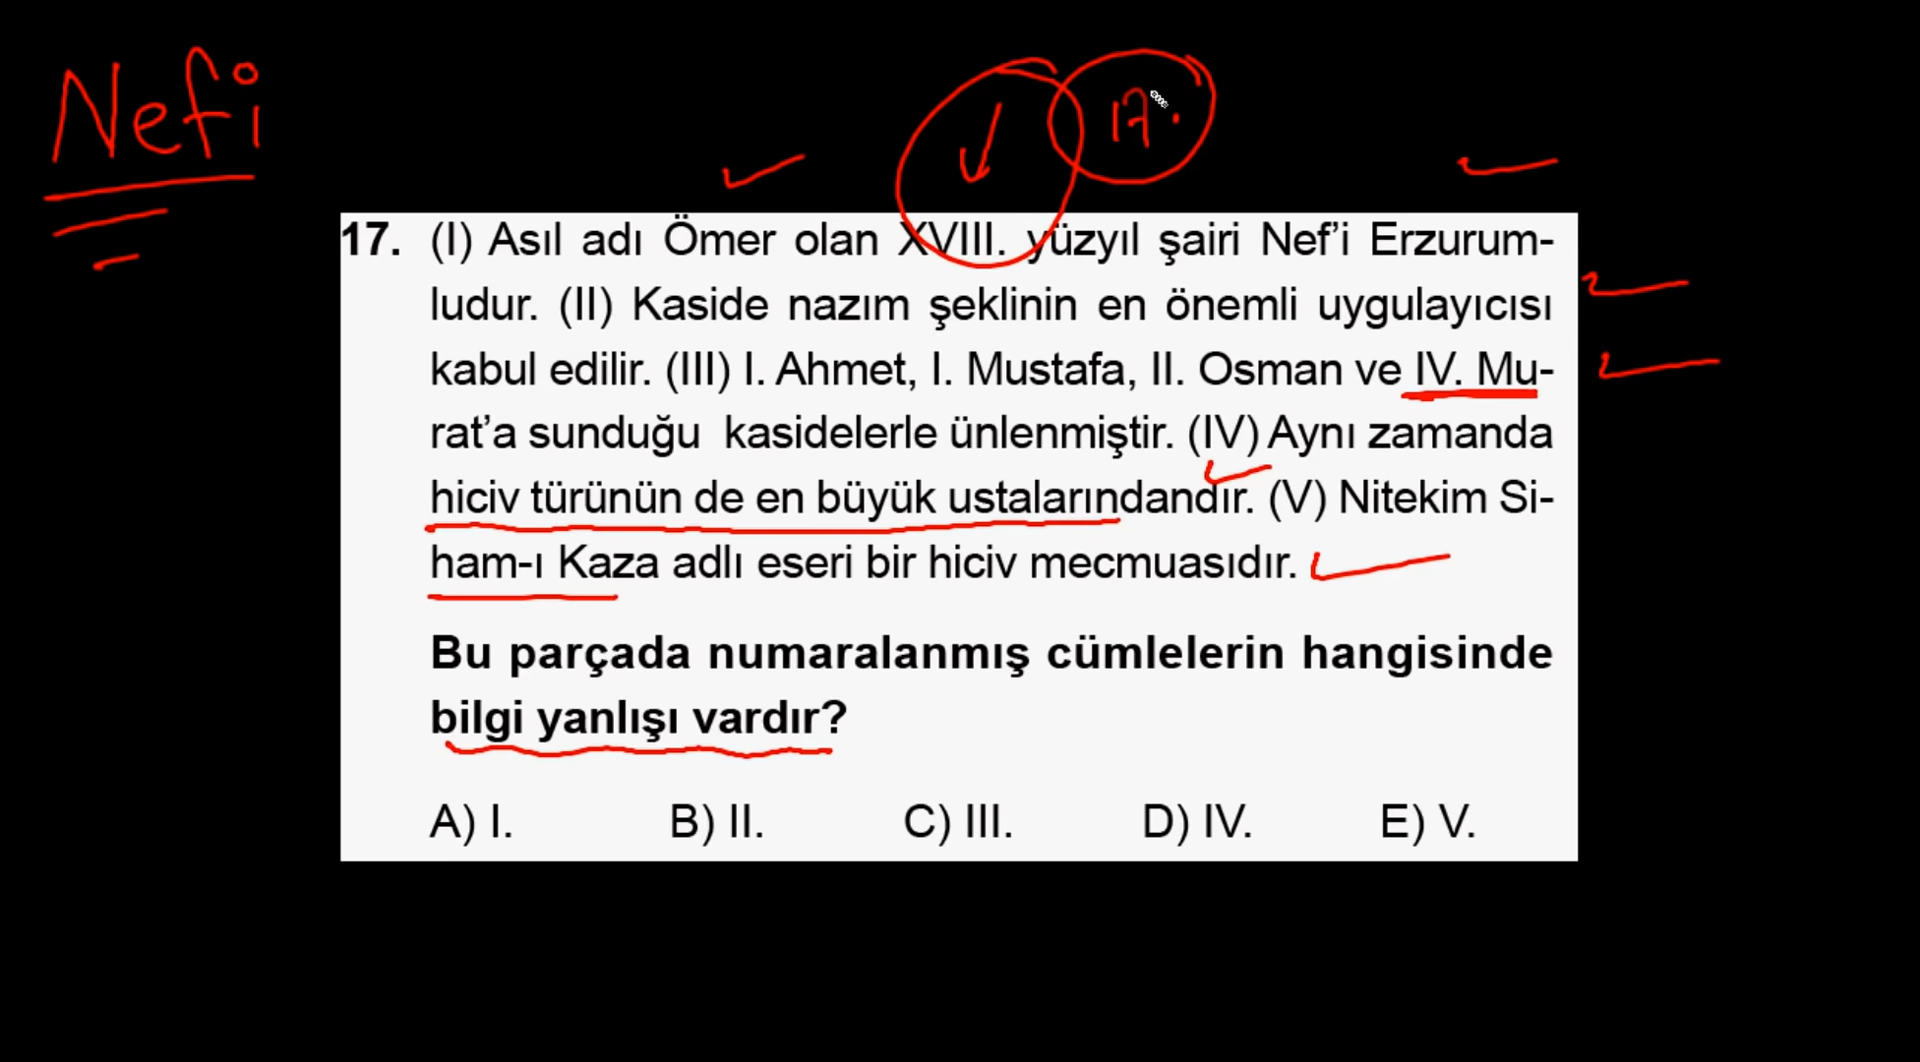 Nefi
17.
17. (I) Asıl adı Ömer olan XVIII. yüzyıl şairi Nef’i Erzurum-
ludur. (II) Kaside nazım şeklinin en önemli uygulayıcısı
kabul edilir. (III) I. Ahmet, I. Mustafa, II. Osman ve IV. Mu-
rat’a sunduğu kasidelerle ünlenmiştir. (IV) Aynı zamanda
hiciv türünün de en büyük ustalarındandır. (V) Nitekim Si-
ham-ı Kaza adlı eseri bir hiciv mecmuasıdır.
Bu parçada numaralanmış cümlelerin hangisinde
bilgi yanlışı vardır?
A) I. B) II. C) III. D) IV. E) V.